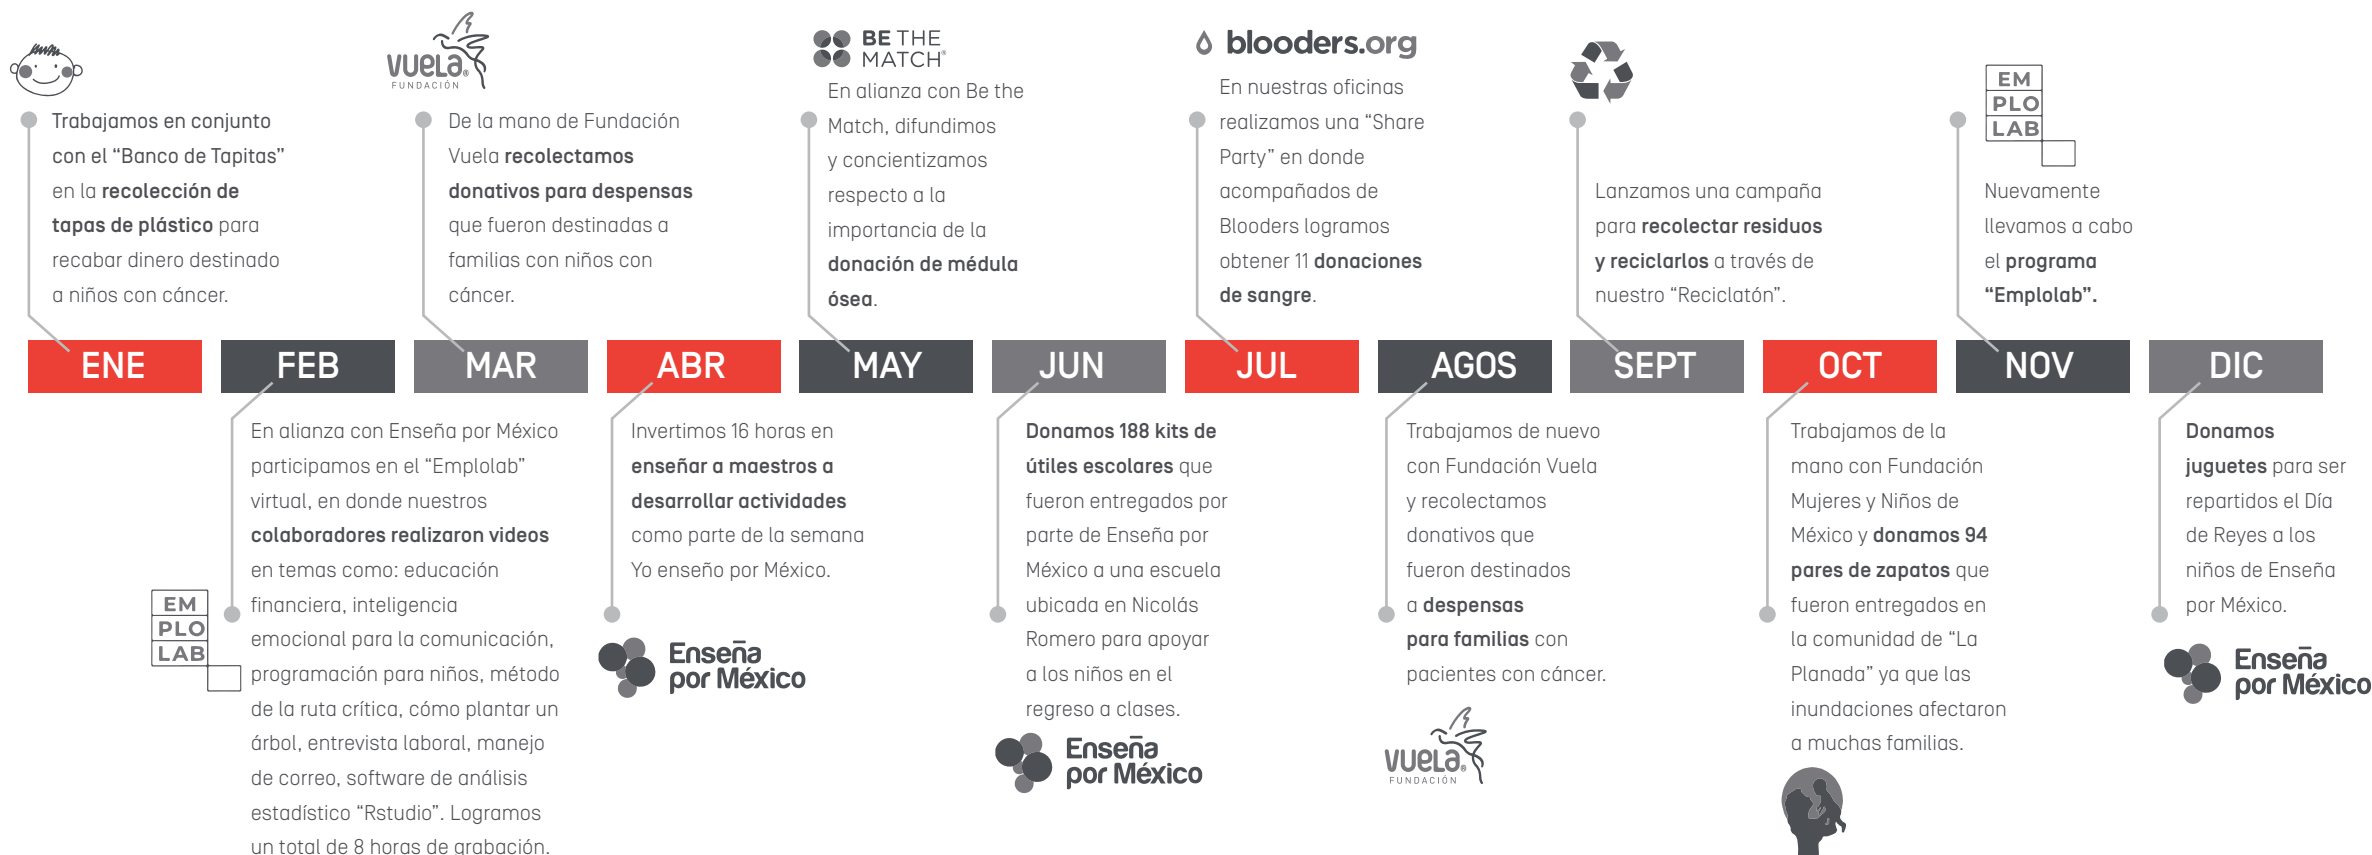 VUELA®
FUNDACIÓN
BE THE
MATCH®
blooders.org
EM
PLO
LAB
Trabajamos en conjunto
con el “Banco de Tapitas”
en la recolección de
tapas de plástico para
recabar dinero destinado
a niños con cáncer.
De la mano de Fundación
Vuela recolectamos
donativos para despensas
que fueron destinadas a
familias con niños con
cáncer.
En alianza con Be the
Match, difundimos
y concientizamos
respecto a la
importancia de la
donación de médula
ósea.
En nuestras oficinas
realizamos una “Share
Party” en donde
acompañados de
Blooders logramos
obtener 11 donaciones
de sangre.
Lanzamos una campaña
para recolectar residuos
y reciclarlos a través de
nuestro “Reciclatón”.
Nuevamente
llevamos a cabo
el programa
“Emplolab”.
ENE
FEB
MAR
ABR
MAY
JUN
JUL
AGOS
SEPT
OCT
NOV
DIC
En alianza con Enseña por México
participamos en el “Emplolab”
virtual, en donde nuestros
colaboradores realizaron videos
en temas como: educación
financiera, inteligencia
emocional para la comunicación,
programación para niños, método
de la ruta crítica, cómo plantar un
árbol, entrevista laboral, manejo
de correo, software de análisis
estadístico “Rstudio”. Logramos
un total de 8 horas de grabación.
EM
PLO
LAB
Invertimos 16 horas en
enseñar a maestros a
desarrollar actividades
como parte de la semana
Yo enseño por México.
Enseña
por México
Donamos 188 kits de
útiles escolares que
fueron entregados por
parte de Enseña por
México a una escuela
ubicada en Nicolás
Romero para apoyar
a los niños en el
regreso a clases.
Enseña
por México
Trabajamos de nuevo
con Fundación Vuela
y recolectamos
donativos que
fueron destinados
a despensas
para familias con
pacientes con cáncer.
VUELA®
FUNDACIÓN
Trabajamos de la
mano con Fundación
Mujeres y Niños de
México y donamos 94
pares de zapatos que
fueron entregados en
la comunidad de “La
Planada” ya que las
inundaciones afectaron
a muchas familias.
Donamos
juguetes para ser
repartidos el Día
de Reyes a los
niños de Enseña
por México.
Enseña
por México